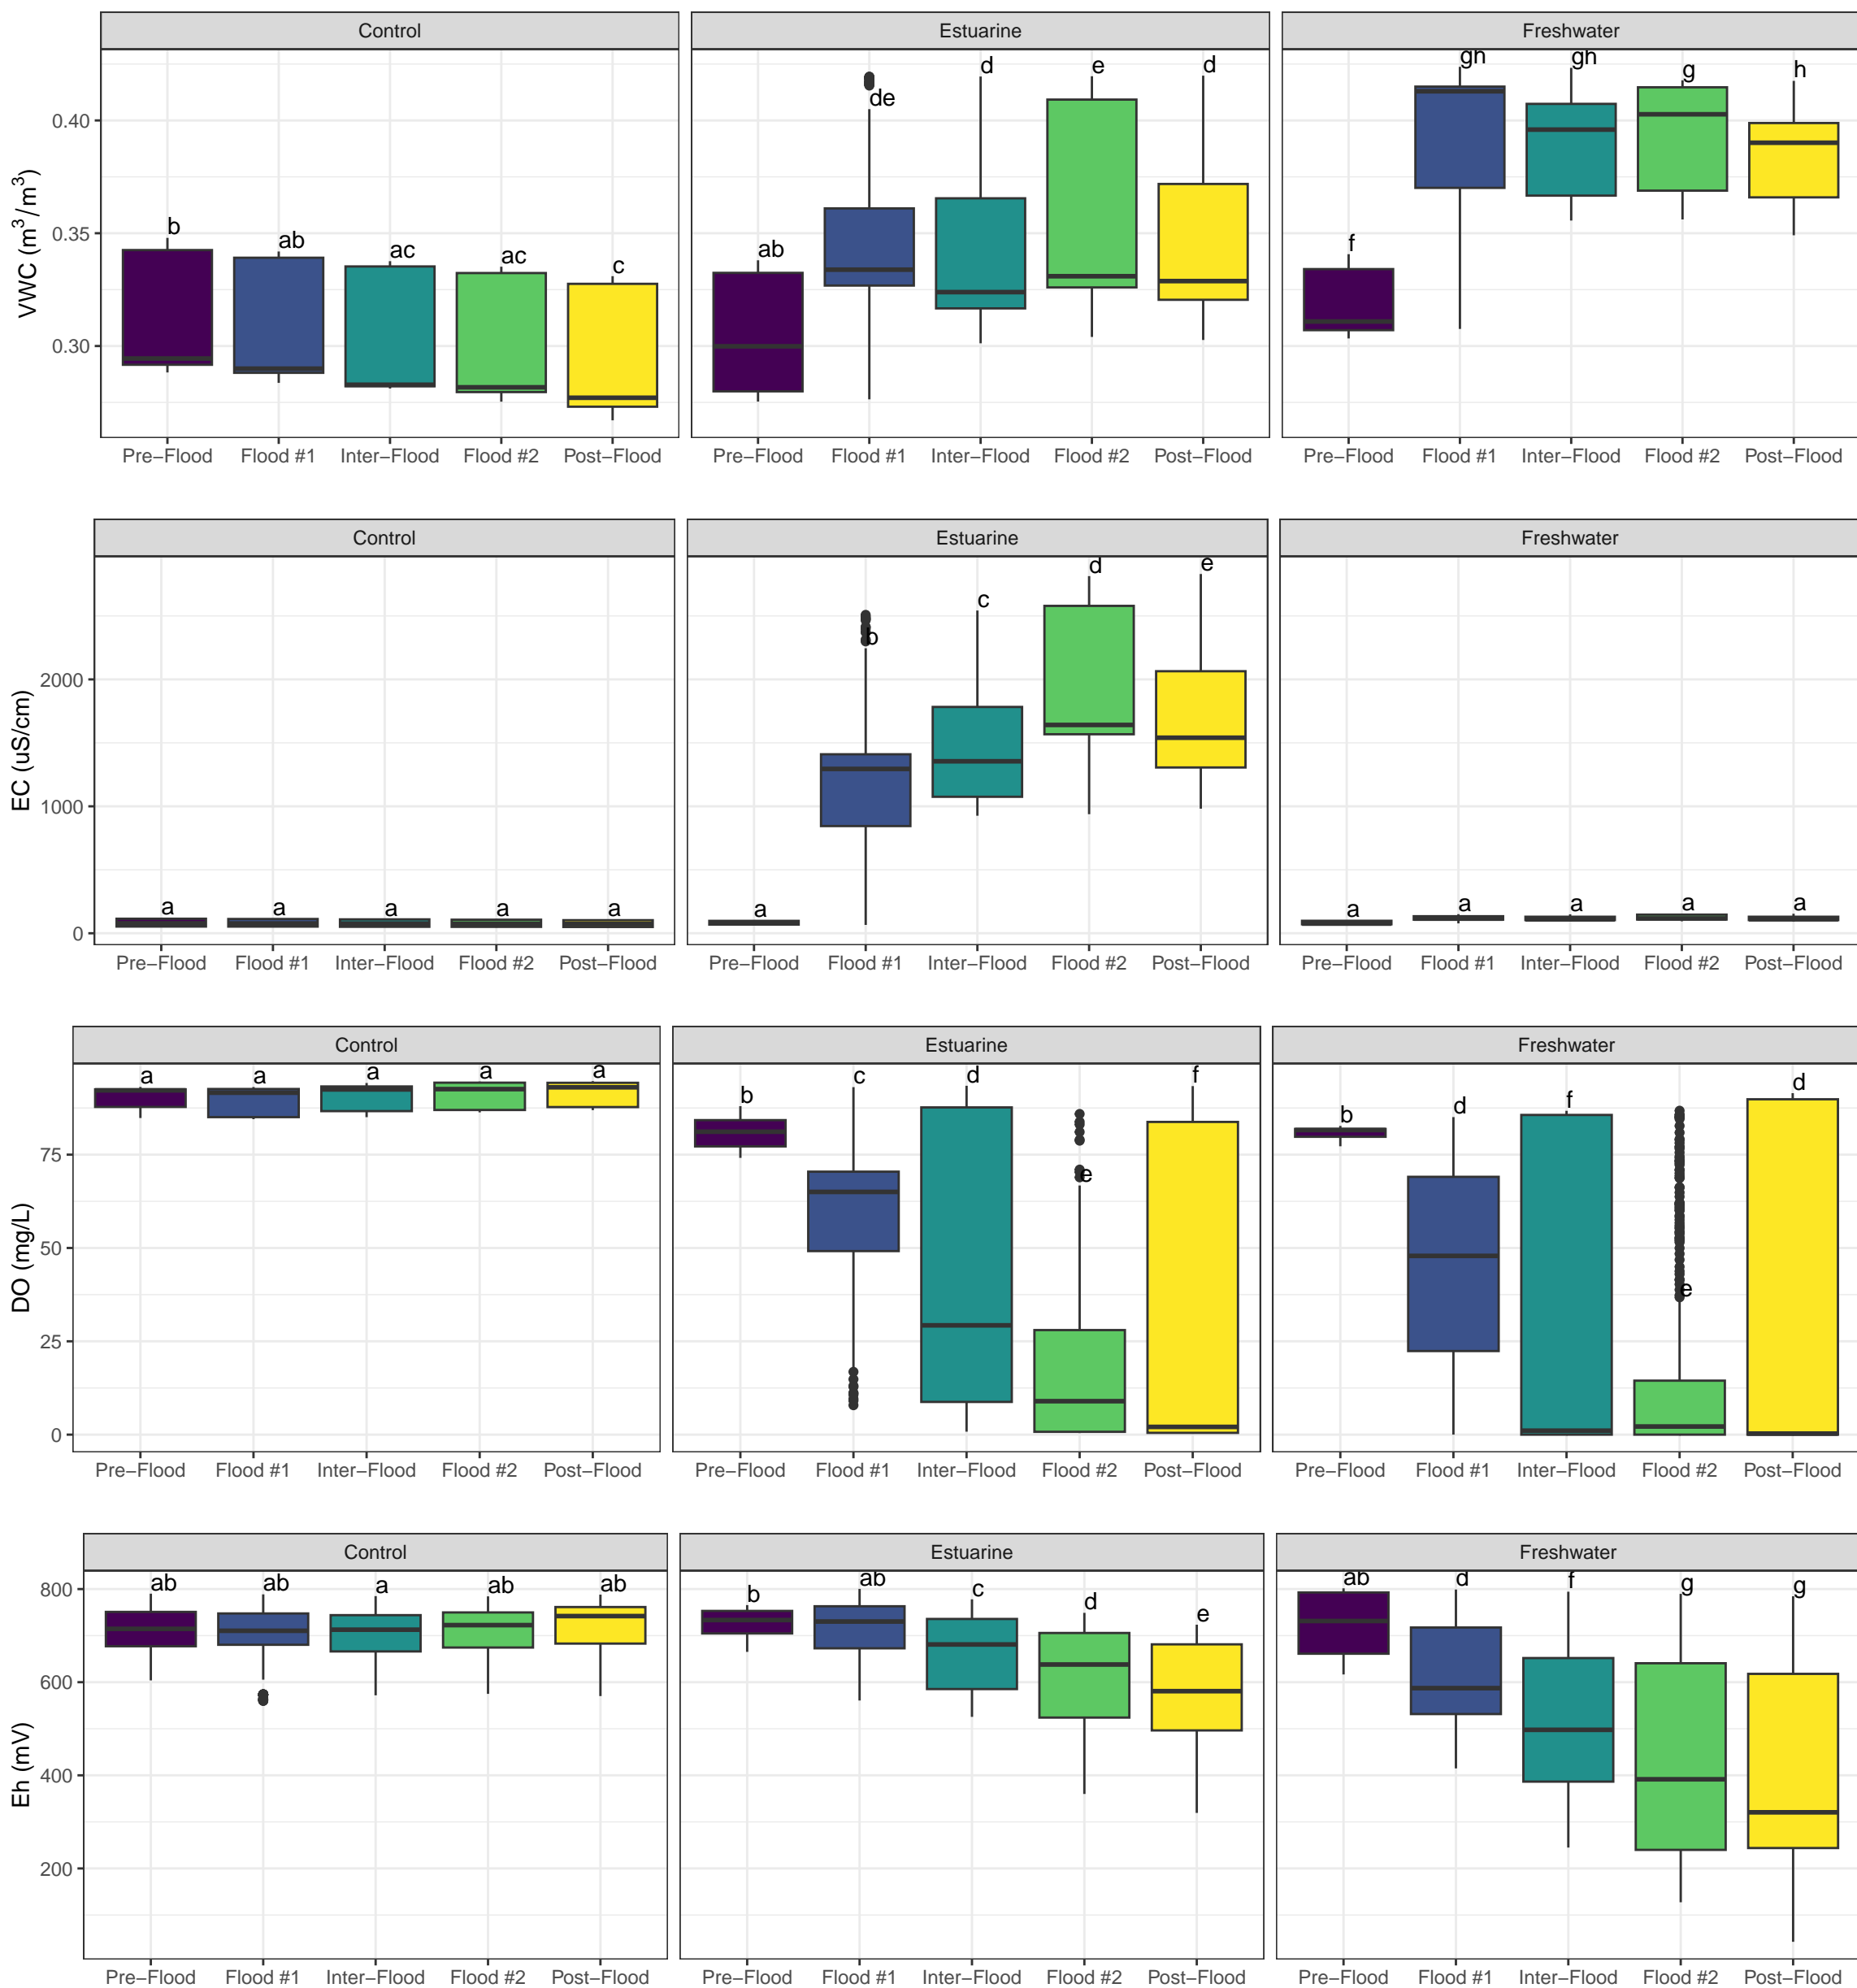 Control Estuarine Freshwater
VWC (m³/m³)
0.40
0.35
0.30
b ab ac ac c
ab de d e d
f gh gh g h
Pre−Flood Flood #1 Inter−Flood Flood #2 Post−Flood Pre−Flood Flood #1 Inter−Flood Flood #2 Post−Flood Pre−Flood Flood #1 Inter−Flood Flood #2 Post−Flood
Control Estuarine Freshwater
EC (uS/cm)
2000
1000
0
a a a a a
a b c d e
a a a a a
Pre−Flood Flood #1 Inter−Flood Flood #2 Post−Flood Pre−Flood Flood #1 Inter−Flood Flood #2 Post−Flood Pre−Flood Flood #1 Inter−Flood Flood #2 Post−Flood
Control Estuarine Freshwater
DO (mg/L)
75
50
25
0
a a a a a
b c d e f
b d f e d
Pre−Flood Flood #1 Inter−Flood Flood #2 Post−Flood Pre−Flood Flood #1 Inter−Flood Flood #2 Post−Flood Pre−Flood Flood #1 Inter−Flood Flood #2 Post−Flood
Control Estuarine Freshwater
Eh (mV)
800
600
400
200
ab ab a ab ab
b ab c d e
ab d f g g
Pre−Flood Flood #1 Inter−Flood Flood #2 Post−Flood Pre−Flood Flood #1 Inter−Flood Flood #2 Post−Flood Pre−Flood Flood #1 Inter−Flood Flood #2 Post−Flood